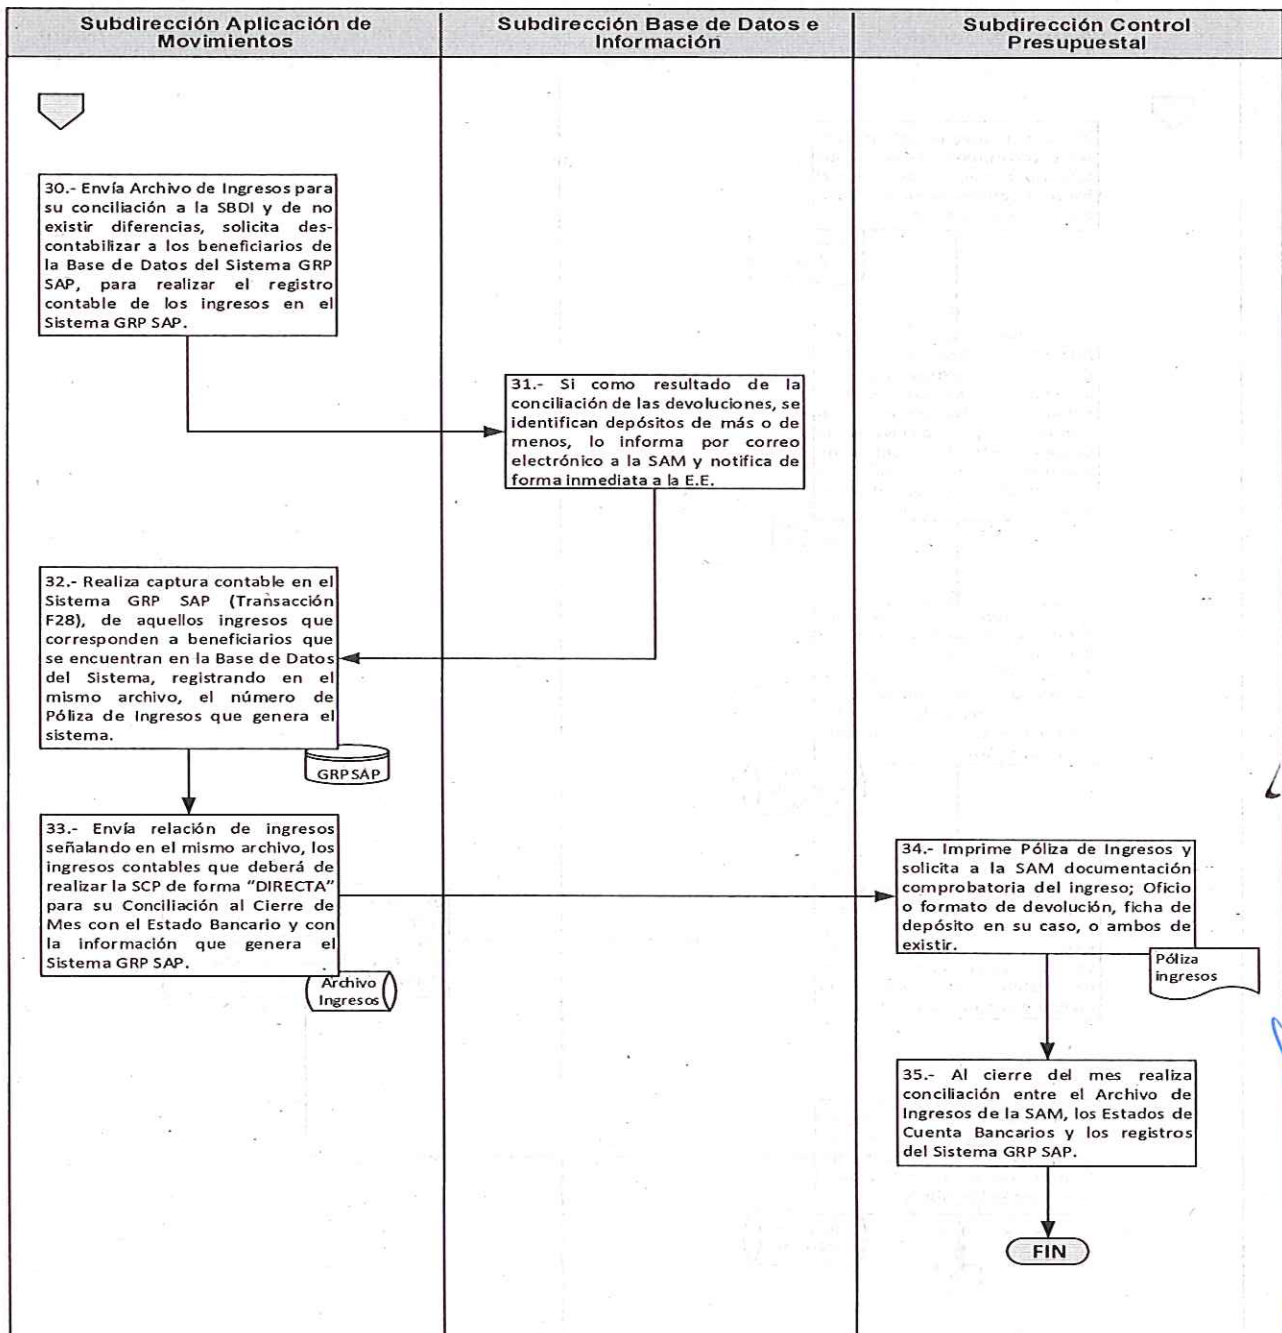 Subdirección Aplicación de
Movimientos
Subdirección Base de Datos e
Información
Subdirección Control
Presupuestal
30.- Envía Archivo de Ingresos para
su conciliación a la SBDI y de no
existir diferencias, solicita des-
contabilizar a los beneficiarios de
la Base de Datos del Sistema GRP
SAP, para realizar el registro
contable de los ingresos en el
Sistema GRP SAP.
31.- Si como resultado de la
conciliación de las devoluciones, se
identifican depósitos de más o de
menos, lo informa por correo
electrónico a la SAM y notifica de
forma inmediata a la E.E.
32.- Realiza captura contable en el
Sistema GRP SAP (Transacción
F28), de aquellos ingresos que
corresponden a beneficiarios que
se encuentran en la Base de Datos
del Sistema, registrando en el
mismo archivo, el número de
Póliza de Ingresos que genera el
sistema.
GRP SAP
33.- Envía relación de ingresos
señalando en el mismo archivo, los
ingresos contables que deberá de
realizar la SCP de forma "DIRECTA"
para su Conciliación al Cierre de
Mes con el Estado Bancario y con
la información que genera el
Sistema GRP SAP.
Archivo
Ingresos
34.- Imprime Póliza de Ingresos y
solicita a la SAM documentación
comprobatoria del ingreso; Oficio
o formato de devolución, ficha de
depósito en su caso, o ambos de
existir.
Póliza
ingresos
35.- Al cierre del mes realiza
conciliación entre el Archivo de
Ingresos de la SAM, los Estados de
Cuenta Bancarios y los registros
del Sistema GRP SAP.
FIN